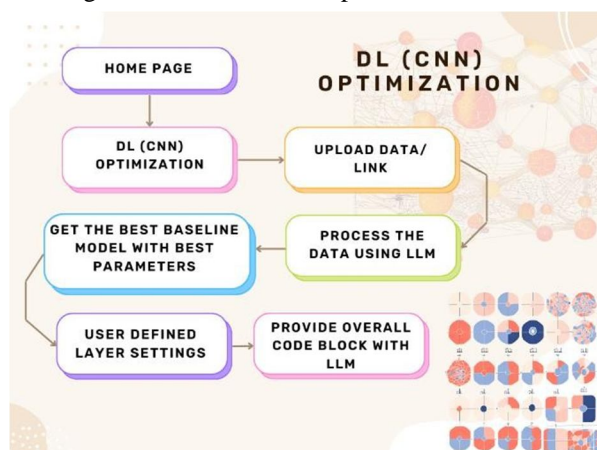 DL (CNN)
OPTIMIZATION
HOME PAGE
DL (CNN)
OPTIMIZATION
UPLOAD DATA/
LINK
PROCESS THE
DATA USING LLM
GET THE BEST BASELINE
MODEL WITH BEST
PARAMETERS
USER DEFINED
LAYER SETTINGS
PROVIDE OVERALL
CODE BLOCK WITH
LLM